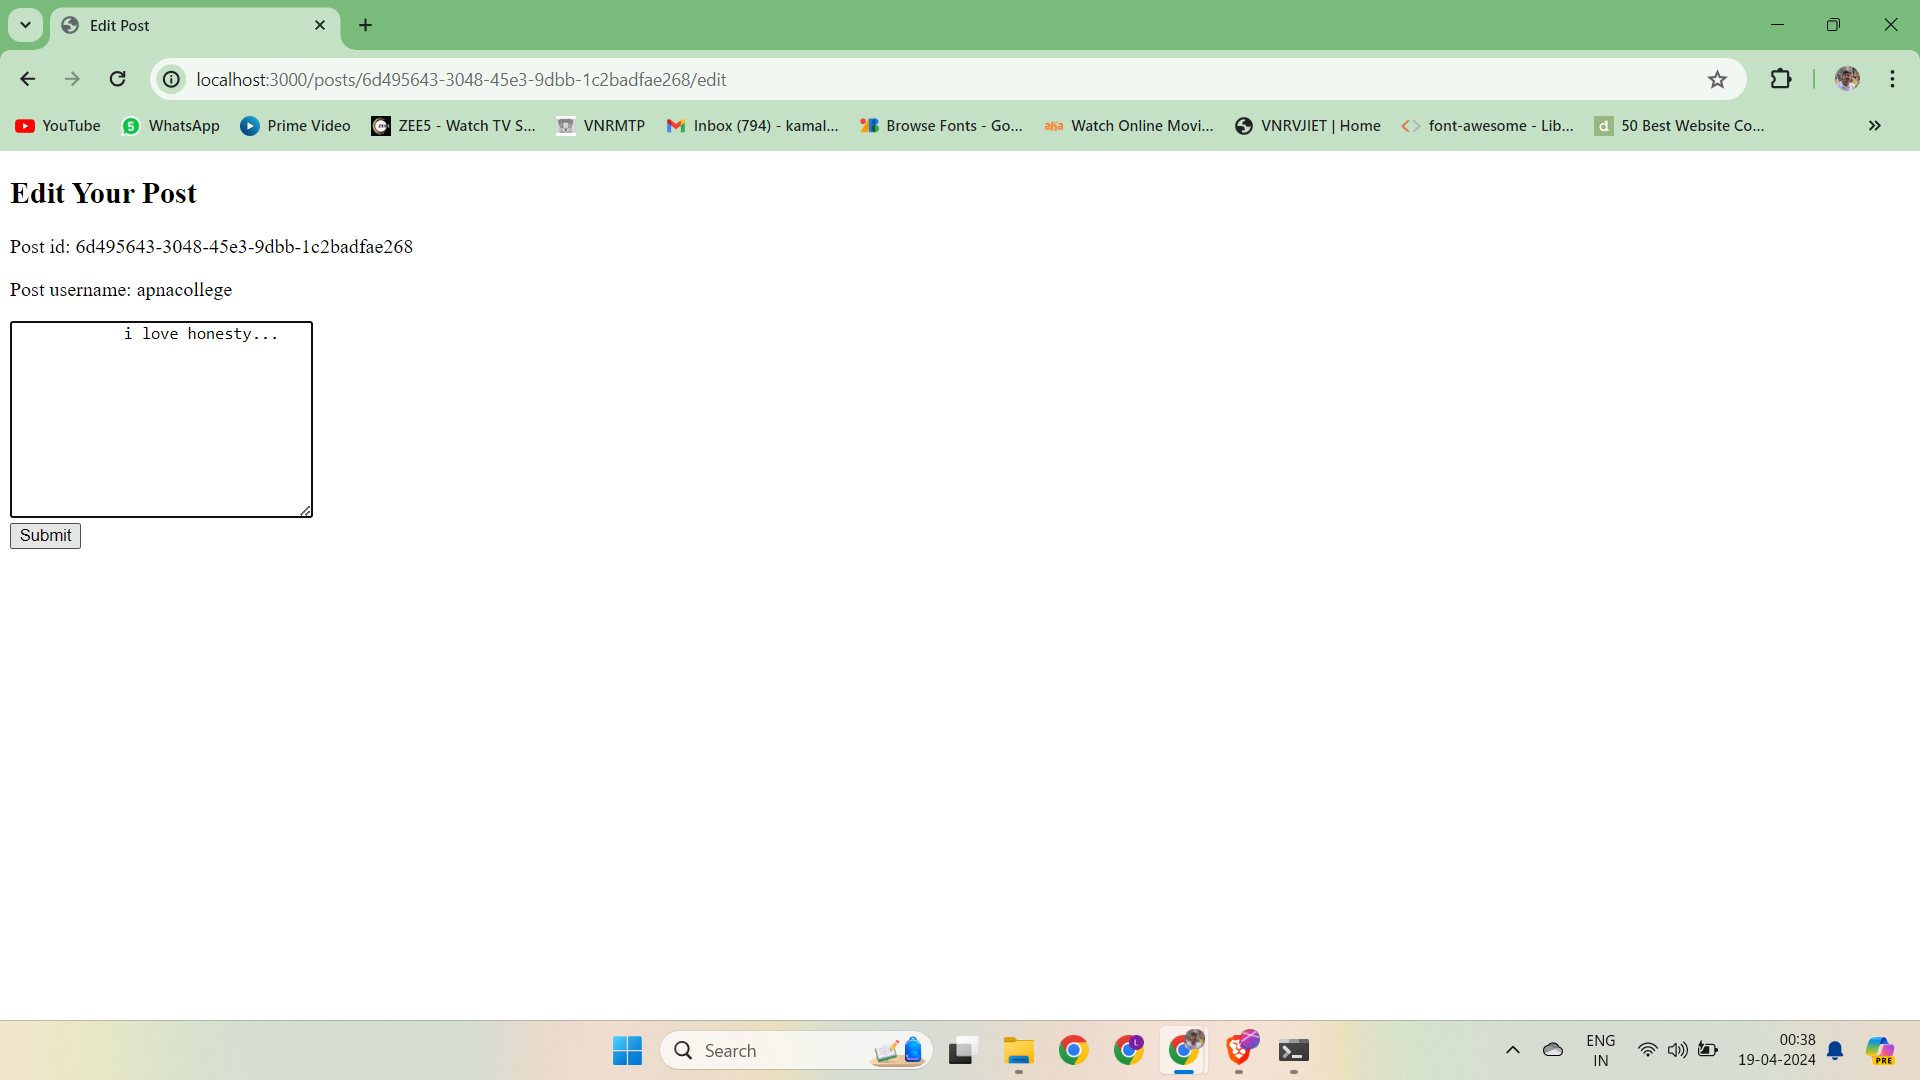 Edit Post
localhost:3000/posts/6d495643-3048-45e3-9dbb-1c2badfae268/edit
YouTube
5 WhatsApp
Prime Video
ZEE5 - Watch TV S...
VNRMTP
Inbox (794) - kamal...
Browse Fonts - Go...
aha Watch Online Movi...
VNRVJIET | Home
font-awesome - Lib...
d 50 Best Website Co...
Edit Your Post
Post id: 6d495643-3048-45e3-9dbb-1c2badfae268
Post username: apnacollege
i love honesty...
Submit
Search
L
ENG
IN
00:38
19-04-2024
PRE